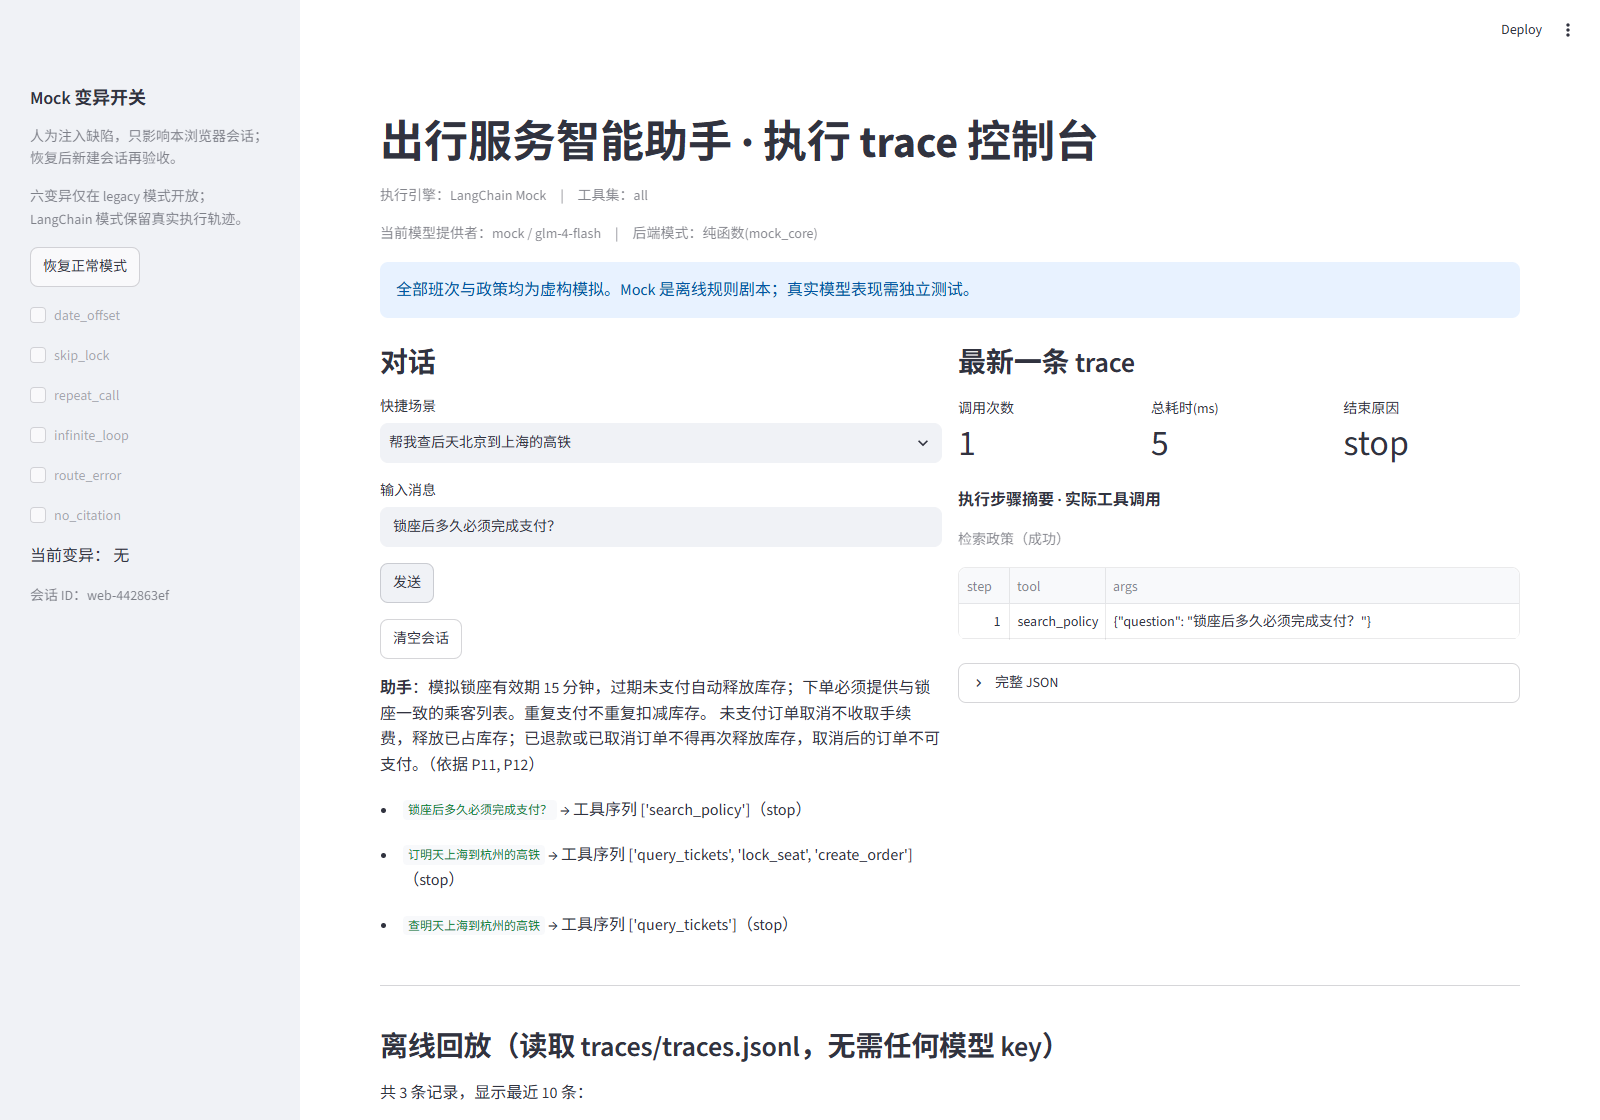 Deploy
Mock 变异开关
人为注入缺陷，只影响本浏览器会话；
恢复后新建会话再验收。
六变异仅在 legacy 模式开放；
LangChain 模式保留真实执行轨迹。
恢复正常模式
date_offset
skip_lock
repeat_call
infinite_loop
route_error
no_citation
当前变异： 无
会话 ID：web-442863ef
出行服务智能助手 · 执行 trace 控制台
执行引擎：LangChain Mock ｜ 工具集：all
当前模型提供者：mock / glm-4-flash ｜ 后端模式：纯函数(mock_core)
全部班次与政策均为虚构模拟。Mock 是离线规则剧本；真实模型表现需独立测试。
对话
快捷场景
帮我查后天北京到上海的高铁
输入消息
锁座后多久必须完成支付？
发送
清空会话
助手：模拟锁座有效期 15 分钟，过期未支付自动释放库存；下单必须提供与锁
座一致的乘客列表。重复支付不重复扣减库存。 未支付订单取消不收取手续
费，释放已占库存；已退款或已取消订单不得再次释放库存，取消后的订单不可
支付。（依据 P11, P12）
锁座后多久必须完成支付？ → 工具序列 ['search_policy']（stop）
订明天上海到杭州的高铁 → 工具序列 ['query_tickets', 'lock_seat', 'create_order']
（stop）
查明天上海到杭州的高铁 → 工具序列 ['query_tickets']（stop）
最新一条 trace
调用次数 总耗时(ms) 结束原因
1 5 stop
执行步骤摘要 · 实际工具调用
检索政策（成功）
step tool args
1 search_policy {"question": "锁座后多久必须完成支付？"}
完整 JSON
离线回放（读取 traces/traces.jsonl，无需任何模型 key）
共 3 条记录，显示最近 10 条：